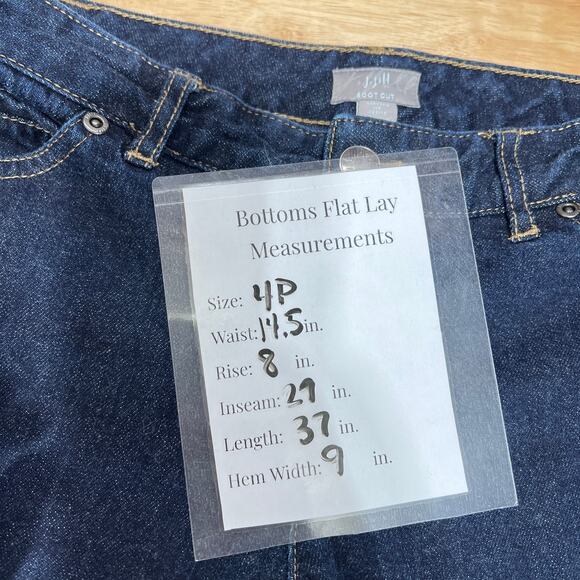 J.Jill
BOOT CUT
Bottoms Flat Lay
Measurements
Size: 4P
Waist: 14.5 in.
Rise: 8 in.
Inseam: 29 in.
Length: 37 in.
Hem Width: 9 in.